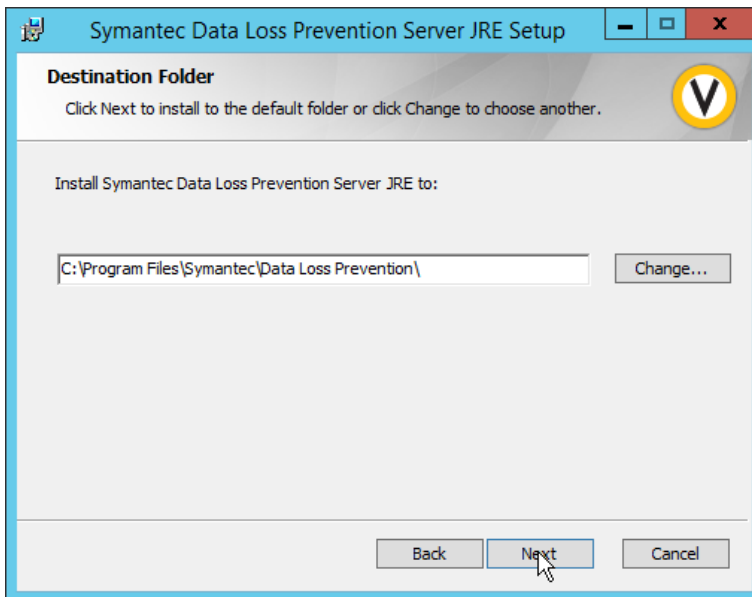 Symantec Data Loss Prevention Server JRE Setup
Destination Folder
Click Next to install to the default folder or click Change to choose another.
Install Symantec Data Loss Prevention Server JRE to:
C:\Program Files\Symantec\Data Loss Prevention\
Change...
Back
Next
Cancel